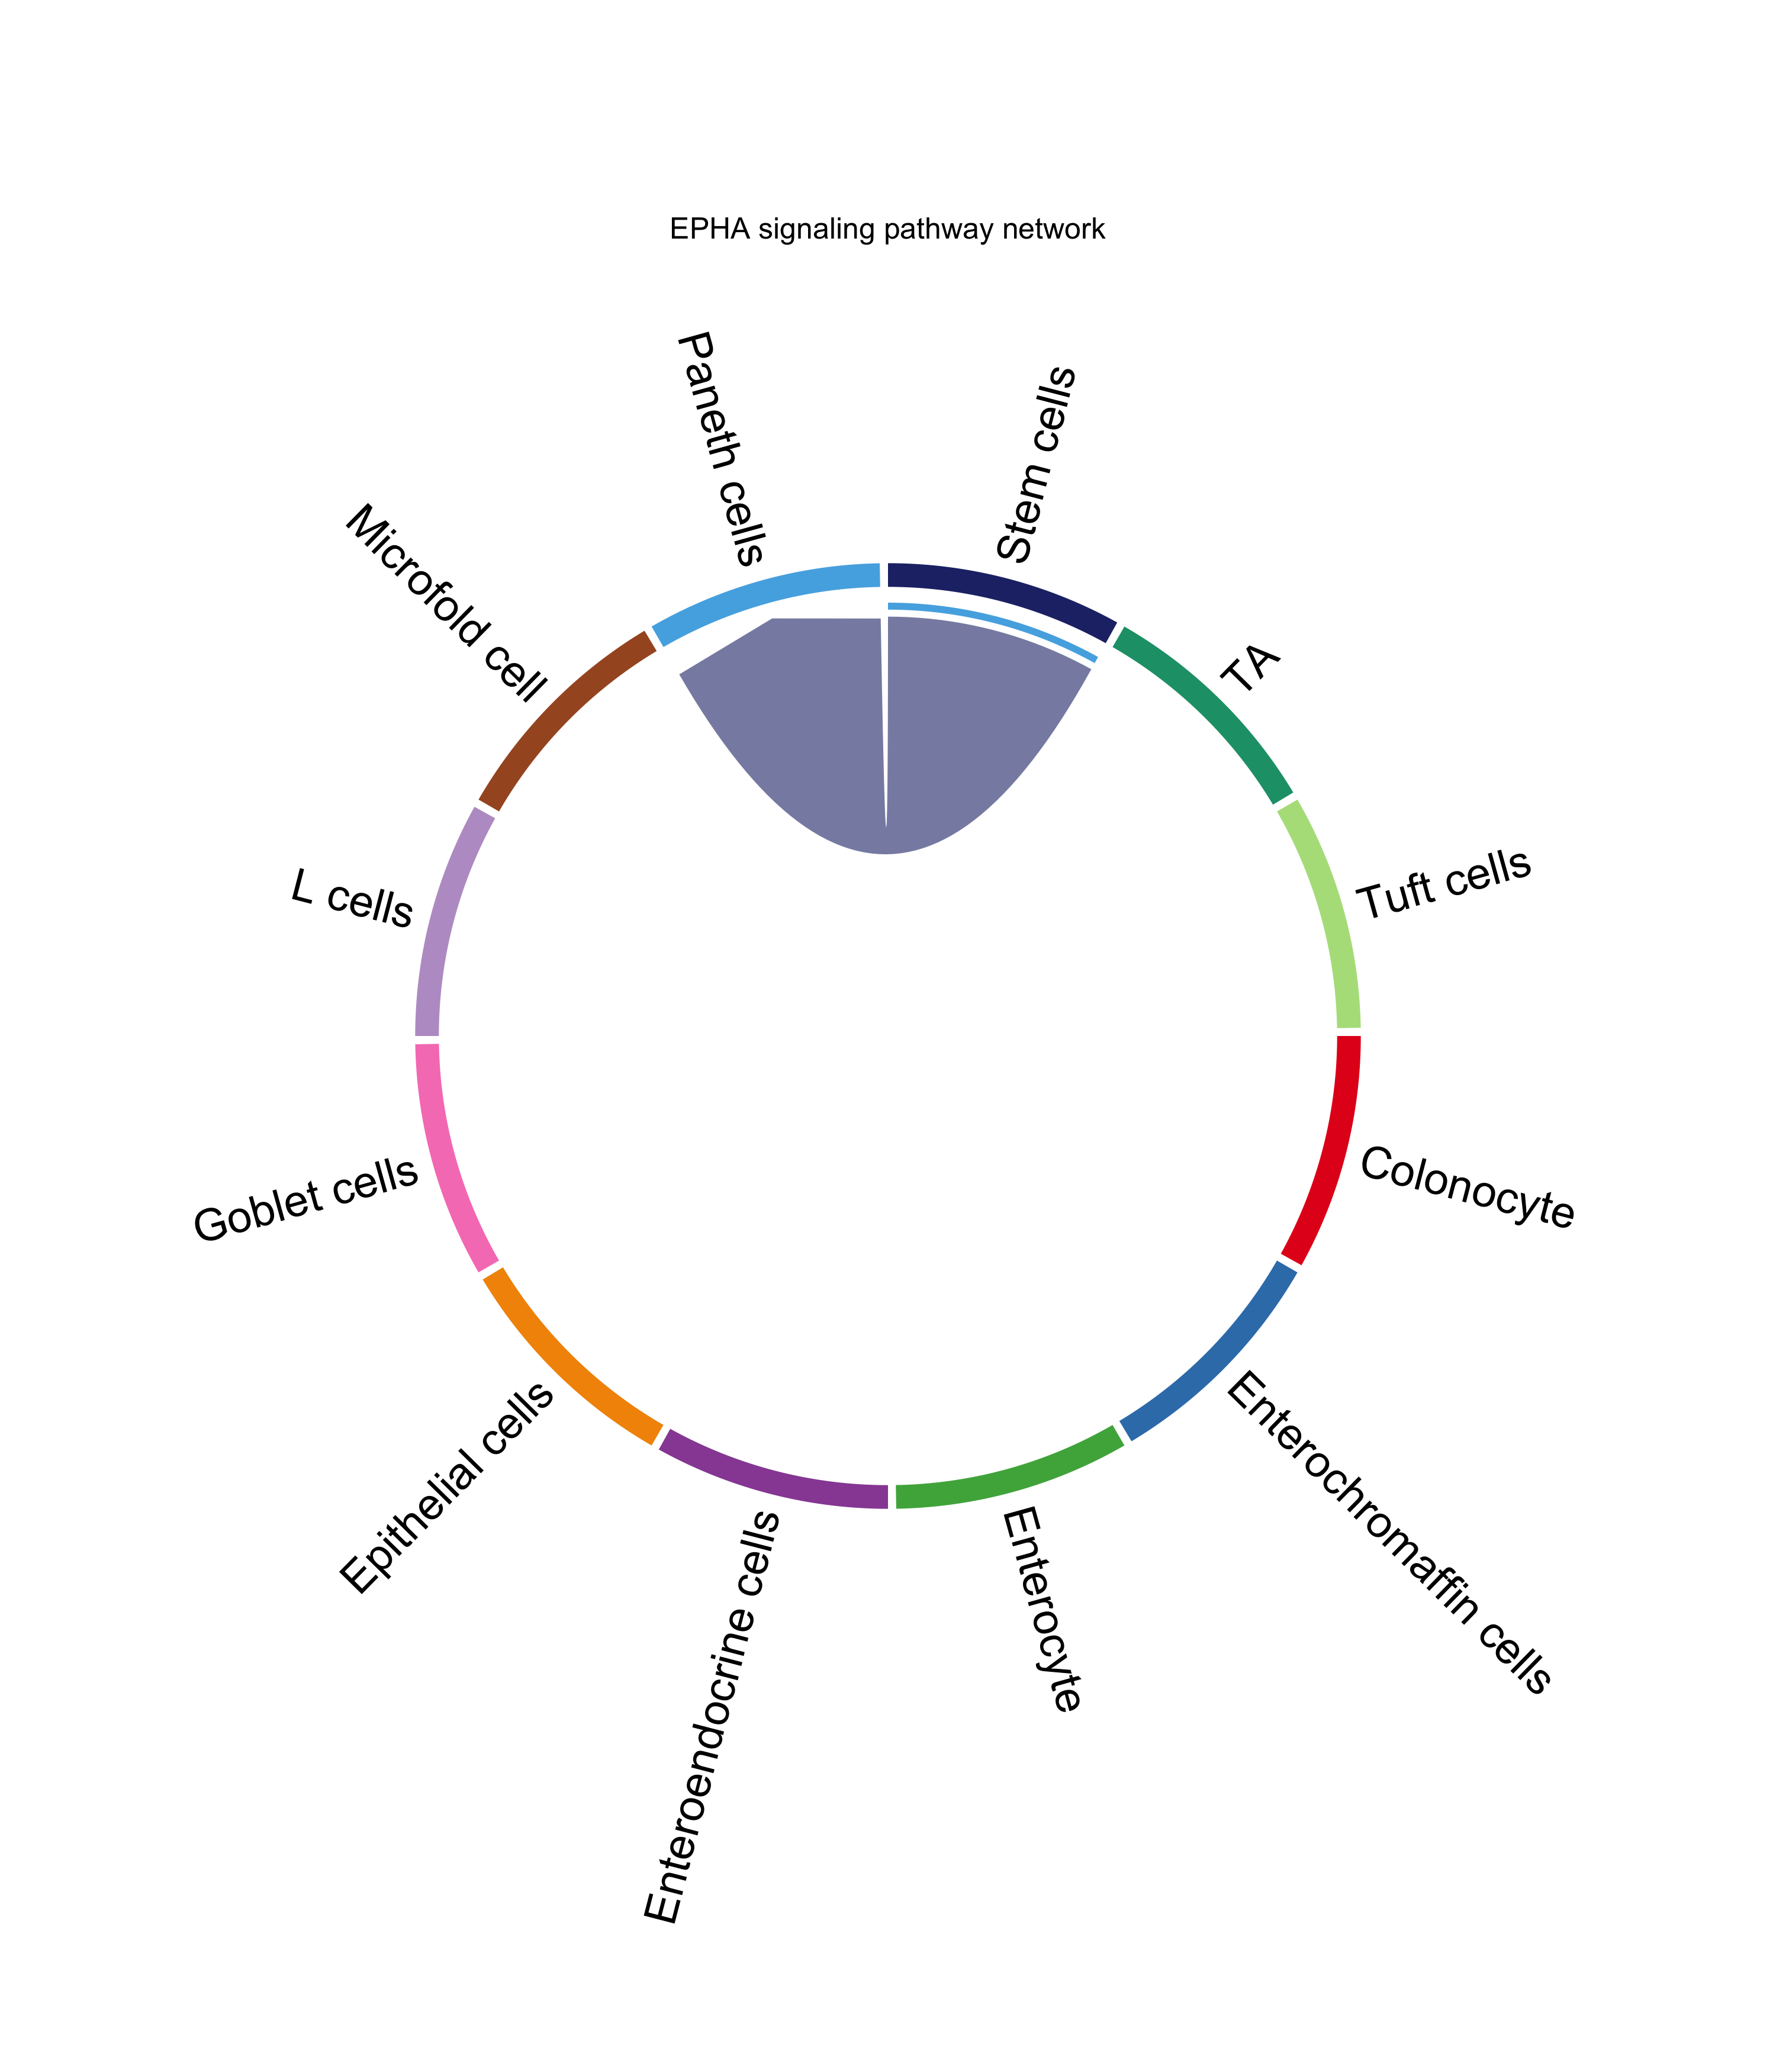 EPHA signaling pathway network
Paneth cells
Stem cells
Microfold cell
TA
L cells
Tuft cells
Goblet cells
Colonocyte
Epithelial cells
Enterochromaffin cells
Enteroendocrine cells
Enterocyte